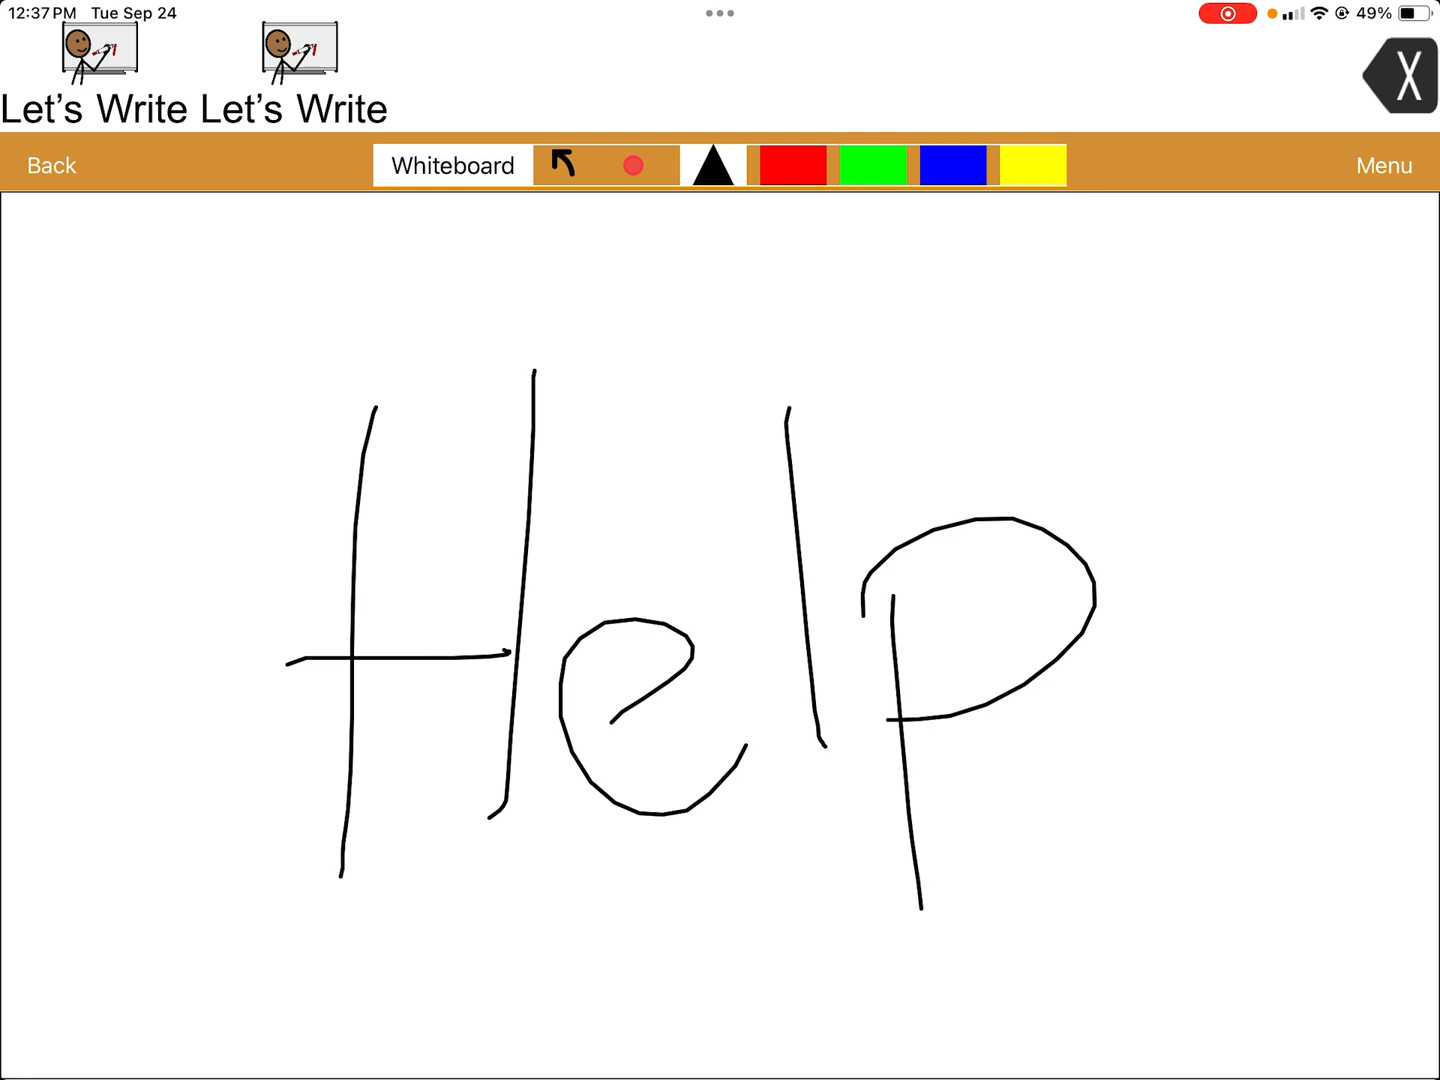 12:37 PM Tue Sep 24 49%
Let's Write Let's Write X
Back Whiteboard Menu
Help